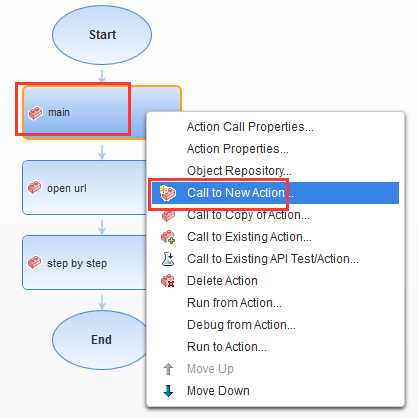 Start
main
open url
step by step
End
Action Call Properties...
Action Properties...
Object Repository...
Call to New Action...
Call to Copy of Action...
Call to Existing Action...
Call to Existing API Test/Action...
Delete Action
Run from Action...
Debug from Action...
Run to Action...
Move Up
Move Down